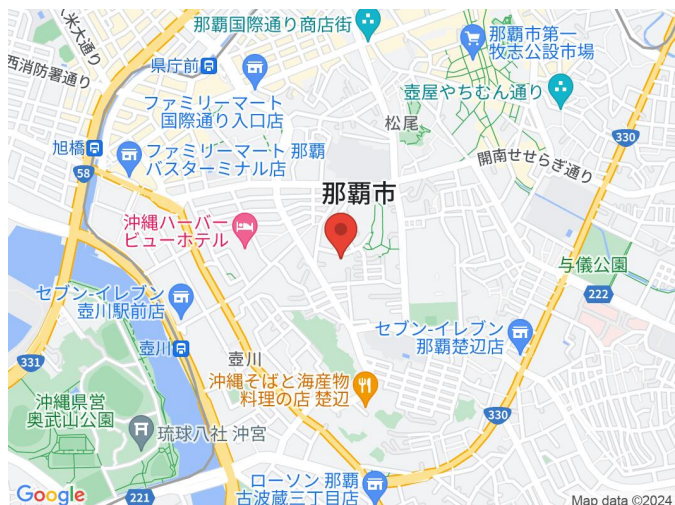 久米大通り
那覇国際通り商店街
西消防署通り
県庁前
那覇市第一
牧志公設市場
ファミリーマート
国際通り入口店
壺屋やちむん通り
松尾
330
旭橋
ファミリーマート 那覇
バスターミナル店
開南せせらぎ通り
58
那覇市
沖縄ハーバー
ビューホテル
与儀公園
222
セブン-イレブン
壺川駅前店
セブン-イレブン
那覇楚辺店
壺川
331
壺川
沖縄そばと海産物
料理の店 楚辺
沖縄県営
奥武山公園
琉球八社 沖宮
330
ローソン 那覇
古波蔵三丁目店
Google
221
Map data ©2024